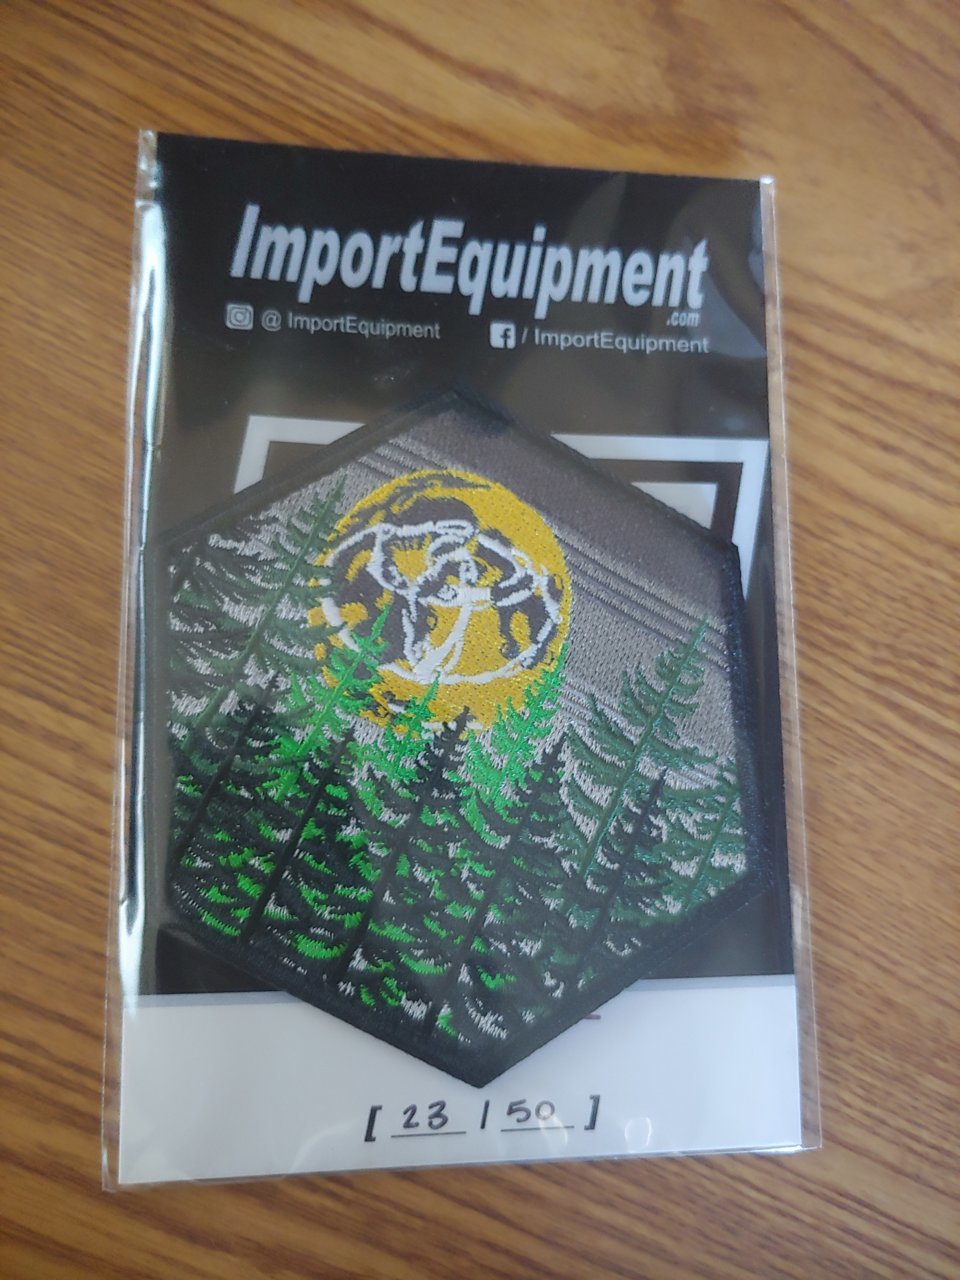 ImportEquipment
.com
@ ImportEquipment
/ ImportEquipment
[ 23 / 50 ]